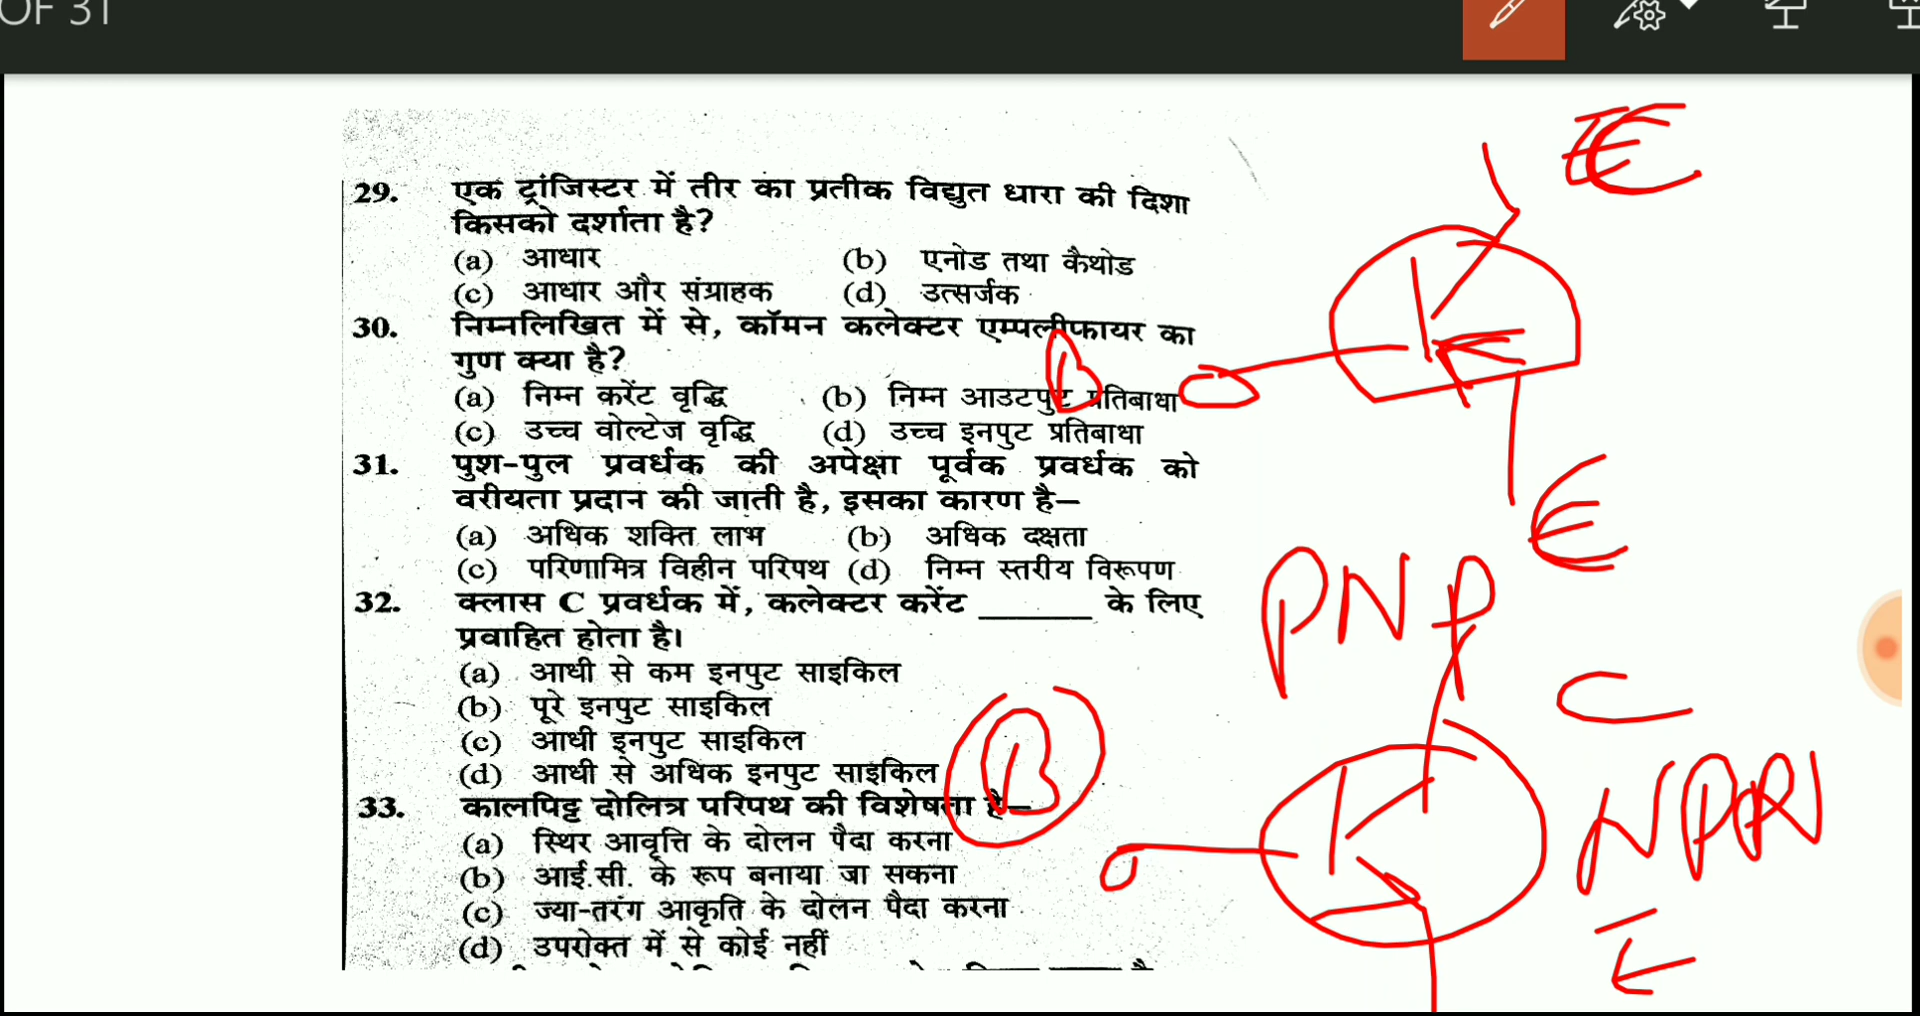 OF 31
29. एक ट्रांजिस्टर में तीर का प्रतीक विद्युत धारा की दिशा
किसको दर्शाता है?
(a) आधार (b) एनोड तथा कैथोड
(c) आधार और संग्राहक (d) उत्सर्जक
30. निम्नलिखित में से, कॉमन कलेक्टर एम्पलीफायर का
गुण क्या है?
(a) निम्न करेंट वृद्धि (b) निम्न आउटपुट प्रतिबाधा
(c) उच्च वोल्टेज वृद्धि (d) उच्च इनपुट प्रतिबाधा
31. पुश-पुल प्रवर्धक की अपेक्षा पूर्वक प्रवर्धक को
वरीयता प्रदान की जाती है, इसका कारण है–
(a) अधिक शक्ति लाभ (b) अधिक दक्षता
(c) परिणामित्र विहीन परिपथ (d) निम्न स्तरीय विरूपण
32. क्लास C प्रवर्धक में, कलेक्टर करेंट ______ के लिए
प्रवाहित होता है।
(a) आधी से कम इनपुट साइकिल
(b) पूरे इनपुट साइकिल
(c) आधी इनपुट साइकिल
(d) आधी से अधिक इनपुट साइकिल
33. कालपिट्ट दोलित्र परिपथ की विशेषता है–
(a) स्थिर आवृत्ति के दोलन पैदा करना
(b) आई.सी. के रूप बनाया जा सकना
(c) ज्या-तरंग आकृति के दोलन पैदा करना
(d) उपरोक्त में से कोई नहीं
B
E
PNP
C
B
E